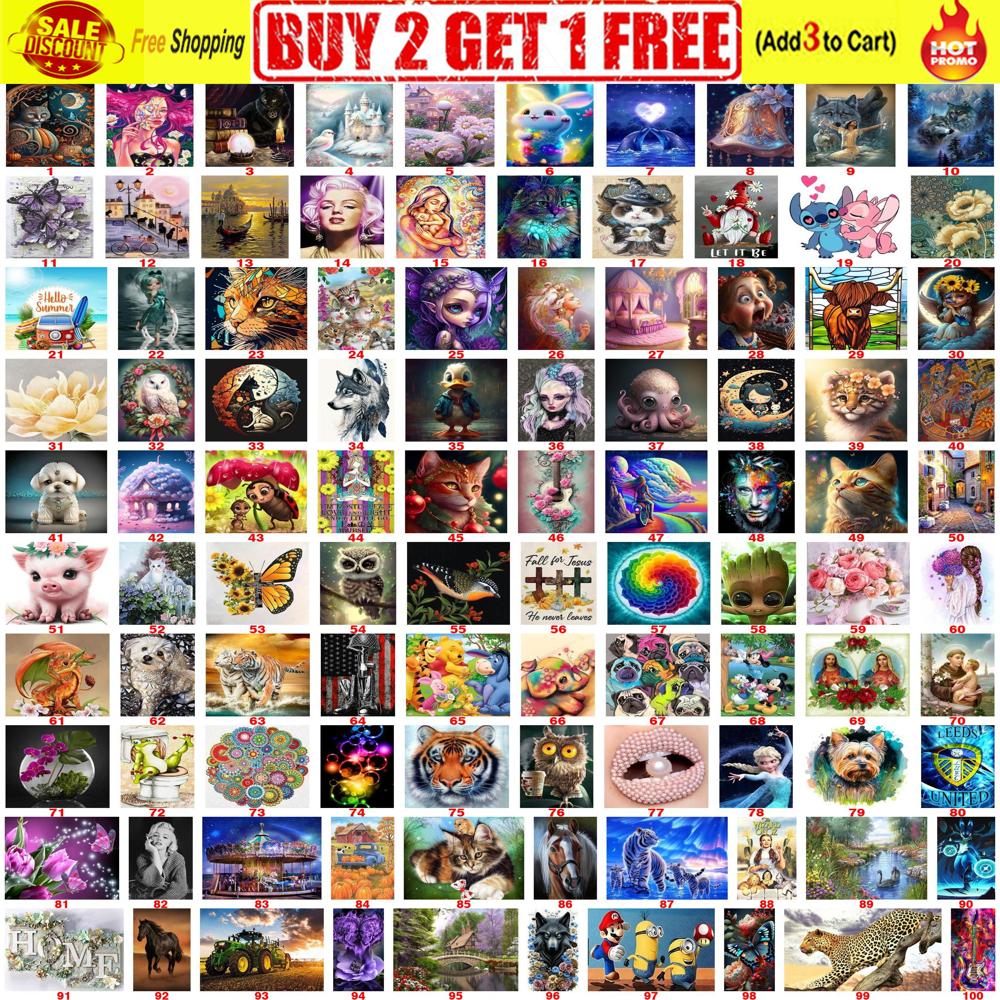 SALE
DISCOUNT
Free Shopping
BUY 2 GET 1 FREE
(Add 3 to Cart)
HOT
PROMO
1 2 3 4 5 6 7 8 9 10
LET IT BE
11 12 13 14 15 16 17 18 19 20
Hello
Summer
21 22 23 24 25 26 27 28 29 30
31 32 33 34 35 36 37 38 39 40
41 42 43 44 45 46 47 48 49 50
Fall for Jesus
He never leaves
51 52 53 54 55 56 57 58 59 60
61 62 63 64 65 66 67 68 69 70
LEEDS
UNITED
71 72 73 74 75 76 77 78 79 80
81 82 83 84 85 86 87 88 89 90
HOME
91 92 93 94 95 96 97 98 99 100